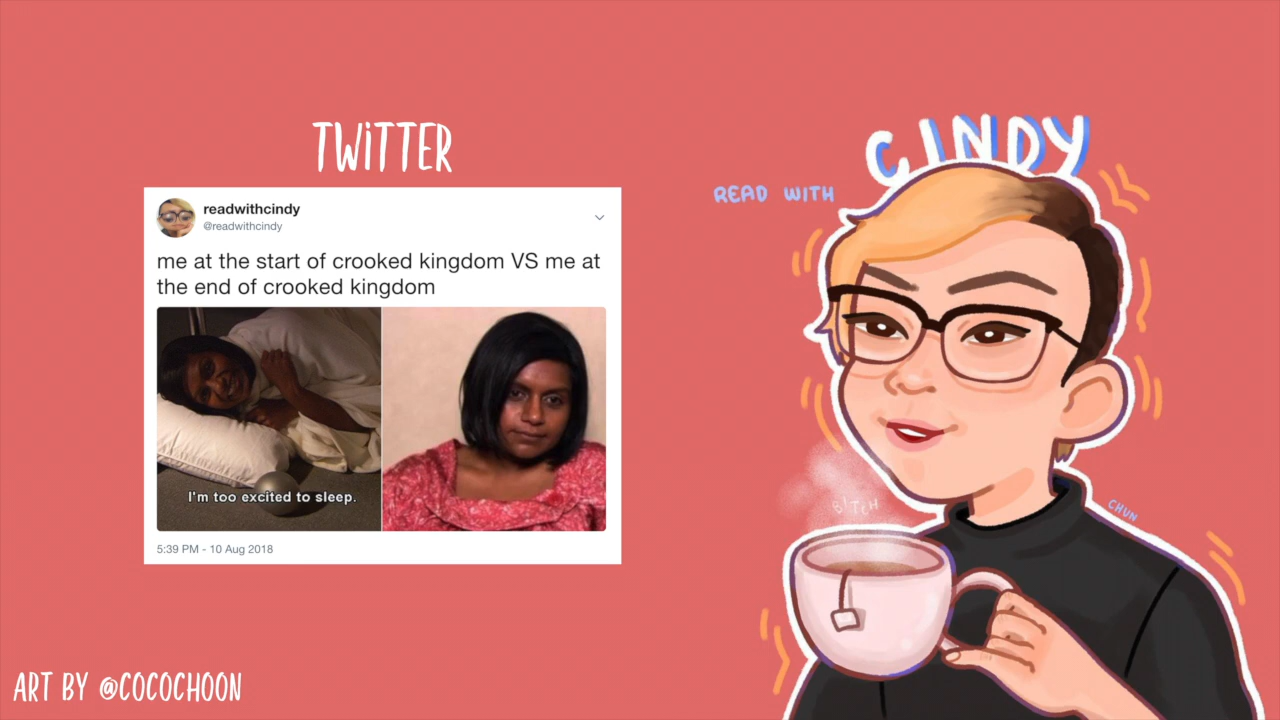 TWITTER
readwithcindy
@readwithcindy
me at the start of crooked kingdom VS me at
the end of crooked kingdom
I'm too excited to sleep.
5:39 PM - 10 Aug 2018
CINDY
READ WITH
B!TCH
CHUN
ART BY @COCOCHOON